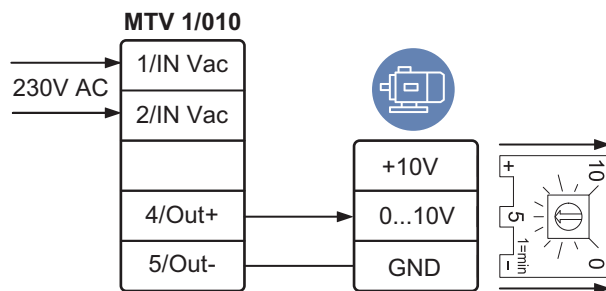 MTV 1/010
1/IN Vac
230V AC
2/IN Vac
+10V
4/Out+
0...10V
5/Out-
GND
+
10
5
1=min
-
0